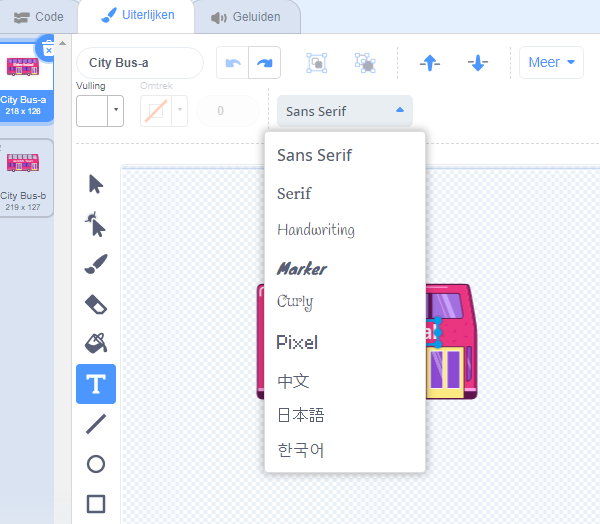 Code
Uiterlijken
Geluiden
City Bus-a
Meer
Vulling
Omtrek
0
Sans Serif
City Bus-a
218 x 126
City Bus-b
219 x 127
Sans Serif
Serif
Handwriting
Marker
Curly
Pixel
中文
日本語
한국어
T